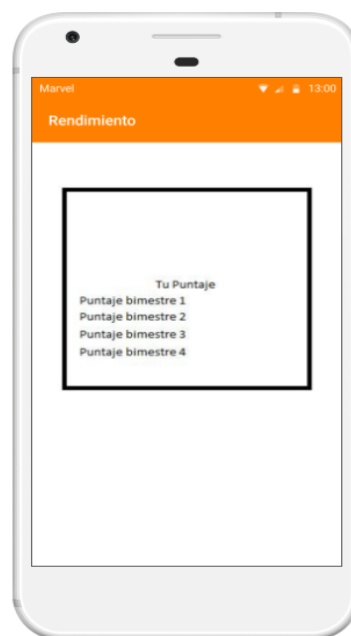 Marvel 13:00
Rendimiento
Tu Puntaje
Puntaje bimestre 1
Puntaje bimestre 2
Puntaje bimestre 3
Puntaje bimestre 4